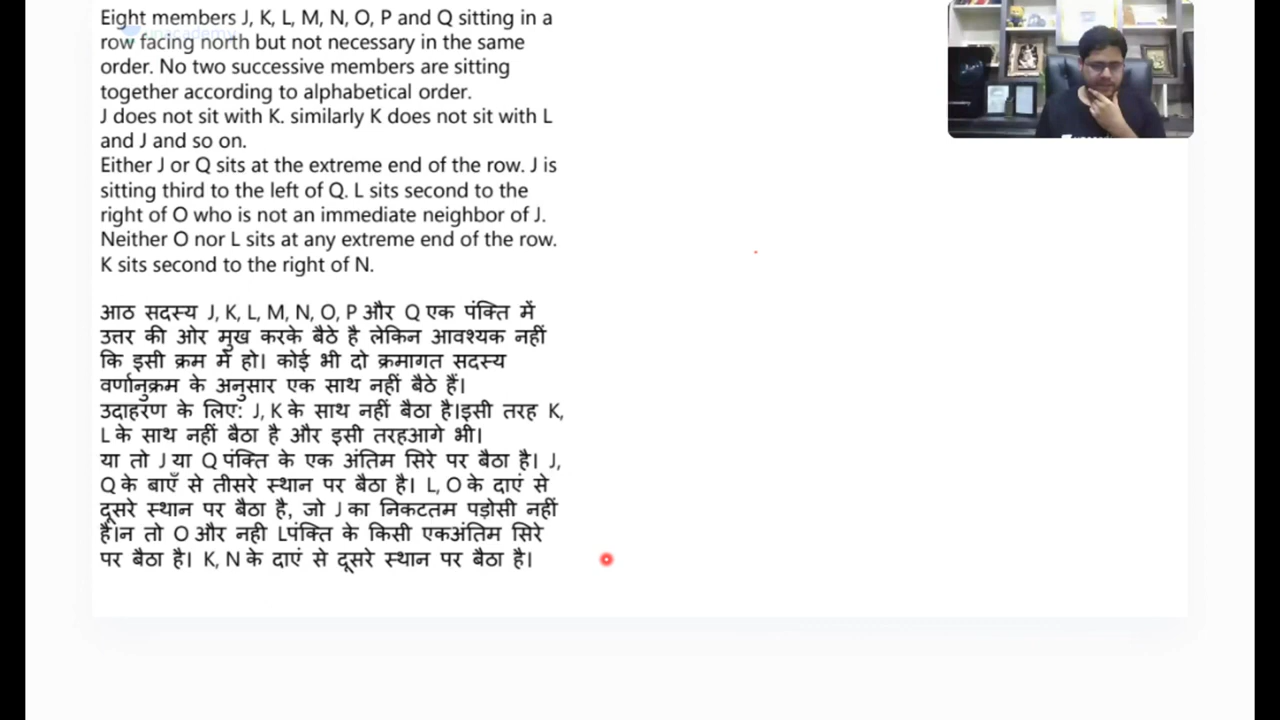 Eight members J, K, L, M, N, O, P and Q sitting in a
unacademy
row facing north but not necessary in the same
order. No two successive members are sitting
together according to alphabetical order.
J does not sit with K. similarly K does not sit with L
and J and so on.
Either J or Q sits at the extreme end of the row. J is
sitting third to the left of Q. L sits second to the
right of O who is not an immediate neighbor of J.
Neither O nor L sits at any extreme end of the row.
K sits second to the right of N.
आठ सदस्य J, K, L, M, N, O, P और Q एक पंक्ति में
उत्तर की ओर मुख करके बैठे है लेकिन आवश्यक नहीं
कि इसी क्रम में हो। कोई भी दो क्रमागत सदस्य
वर्णानुक्रम के अनुसार एक साथ नहीं बैठे हैं।
उदाहरण के लिए: J, K के साथ नहीं बैठा है।इसी तरह K,
L के साथ नहीं बैठा है और इसी तरहआगे भी।
या तो J या Q पंक्ति के एक अंतिम सिरे पर बैठा है। J,
Q के बाएँ से तीसरे स्थान पर बैठा है। L, O के दाएं से
दूसरे स्थान पर बैठा है, जो J का निकटतम पड़ोसी नहीं
है।न तो O और नही Lपंक्ति के किसी एकअंतिम सिरे
पर बैठा है। K, N के दाएं से दूसरे स्थान पर बैठा है।